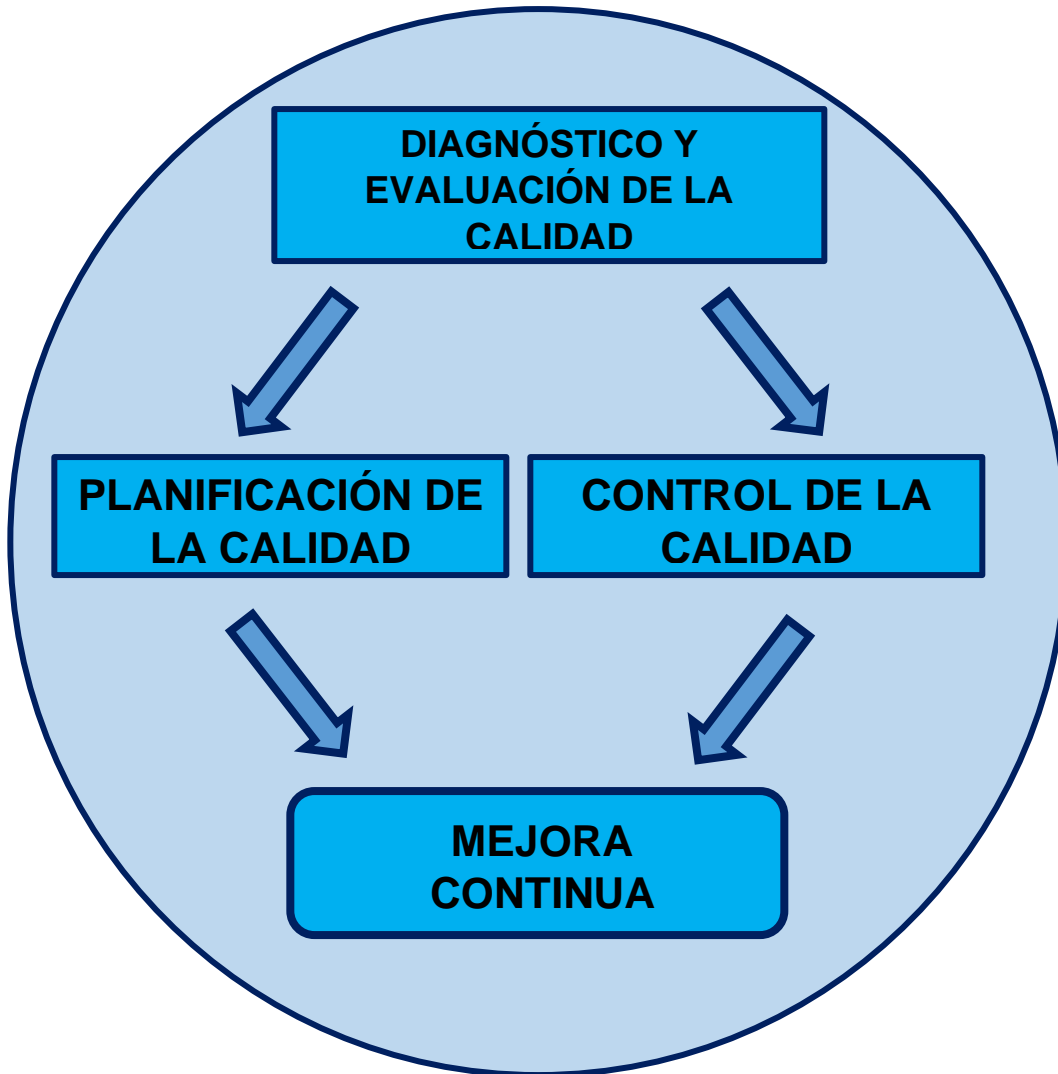 DIAGNÓSTICO Y
EVALUACIÓN DE LA
CALIDAD
PLANIFICACIÓN DE
LA CALIDAD
CONTROL DE LA
CALIDAD
MEJORA
CONTINUA